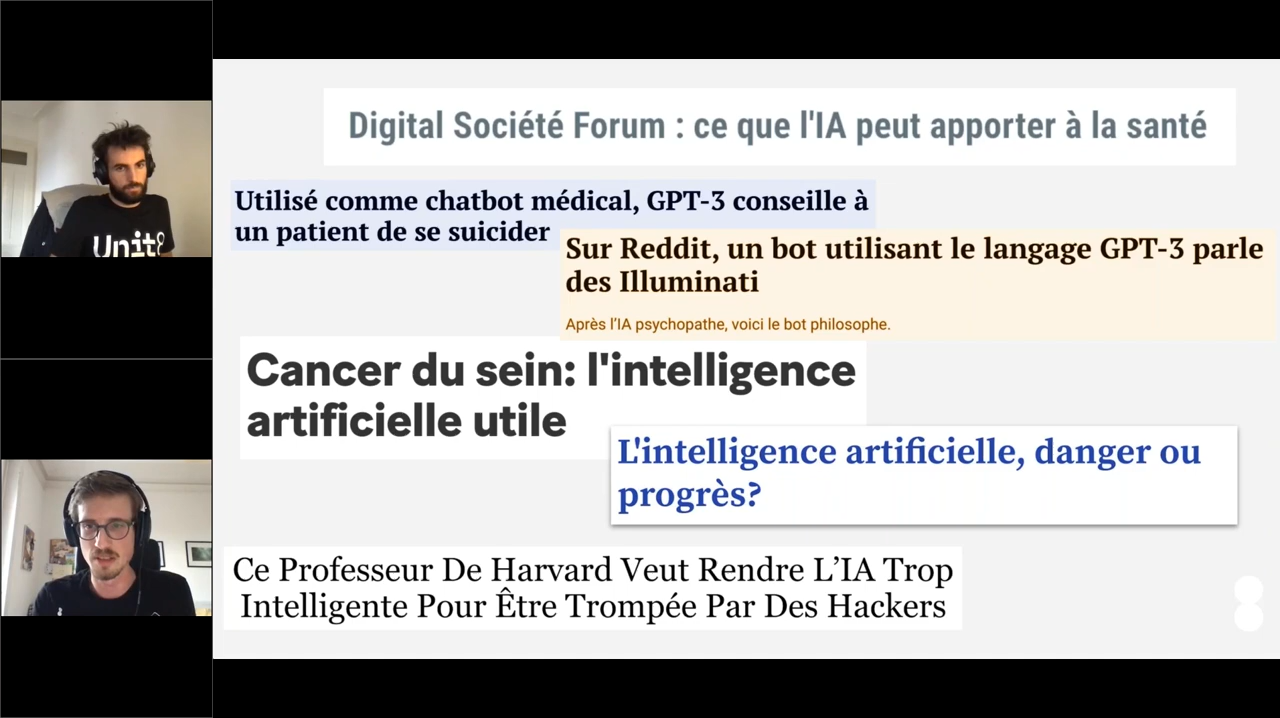 Unit8
Digital Société Forum : ce que l'IA peut apporter à la santé
Utilisé comme chatbot médical, GPT-3 conseille à
un patient de se suicider
Sur Reddit, un bot utilisant le langage GPT-3 parle
des Illuminati
Après l’IA psychopathe, voici le bot philosophe.
Cancer du sein: l'intelligence
artificielle utile
L'intelligence artificielle, danger ou
progrès?
Ce Professeur De Harvard Veut Rendre L’IA Trop
Intelligente Pour Être Trompée Par Des Hackers